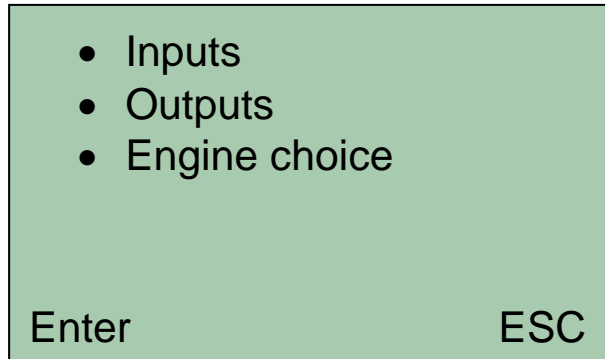 • Inputs
• Outputs
• Engine choice
Enter ESC